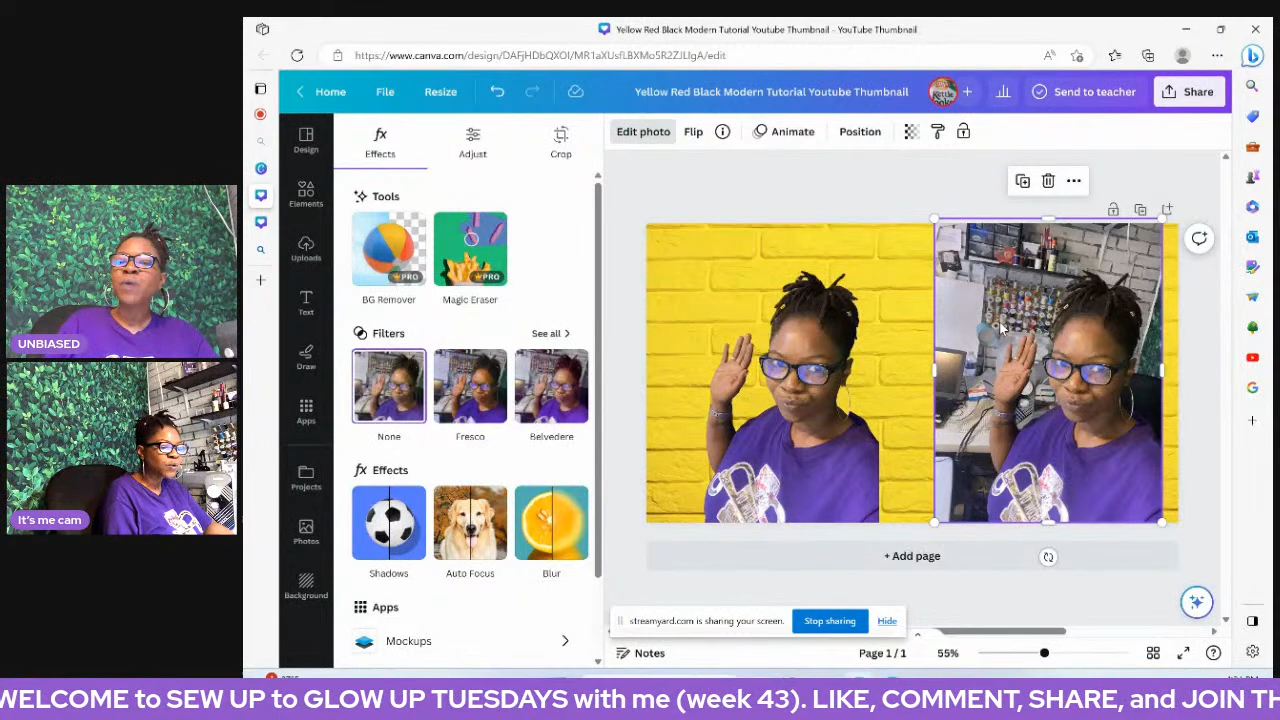 Yellow Red Black Modern Tutorial Youtube Thumbnail - YouTube Thumbnail
https://www.canva.com/design/DAFjHDbQXOI/MR1aXUsfLBXMo5R2ZJLlgA/edit
Home File Resize Yellow Red Black Modern Tutorial Youtube Thumbnail Send to teacher Share
Edit photo Flip Animate Position
Design
Elements
Uploads
Text
Draw
Apps
Projects
Photos
Background
Effects Adjust Crop
Tools
PRO PRO
BG Remover Magic Eraser
Filters See all
None Fresco Belvedere
Effects
Shadows Auto Focus Blur
Apps
Mockups
+ Add page
streamyard.com is sharing your screen. Stop sharing Hide
Notes Page 1 / 1 55%
UNBIASED
It's me cam
WELCOME to SEW UP to GLOW UP TUESDAYS with me (week 43). LIKE, COMMENT, SHARE, and JOIN